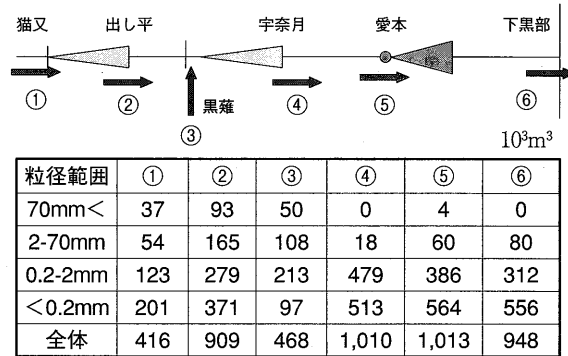 猫又 出し平 宇奈月 愛本 下黒部
① ② ③ 黒薙 ④ ⑤ ⑥
10³m³
粒径範囲 ① ② ③ ④ ⑤ ⑥
70mm< 37 93 50 0 4 0
2-70mm 54 165 108 18 60 80
0.2-2mm 123 279 213 479 386 312
<0.2mm 201 371 97 513 564 556
全体 416 909 468 1,010 1,013 948